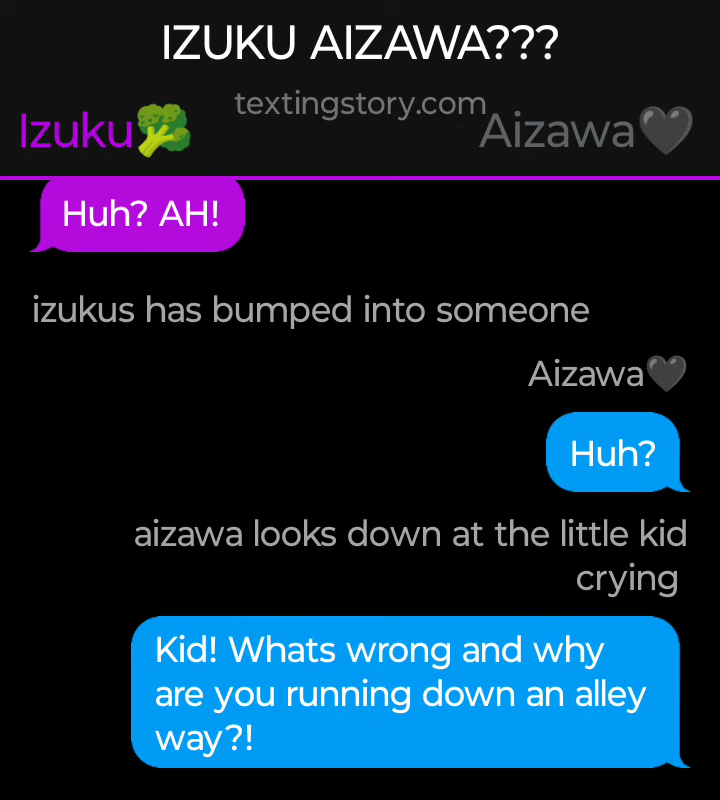 IZUKU AIZAWA???
textingstory.com
Izuku🥦
Aizawa🖤
Huh? AH!
izukus has bumped into someone
Aizawa🖤
Huh?
aizawa looks down at the little kid
crying
Kid! Whats wrong and why
are you running down an alley
way?!